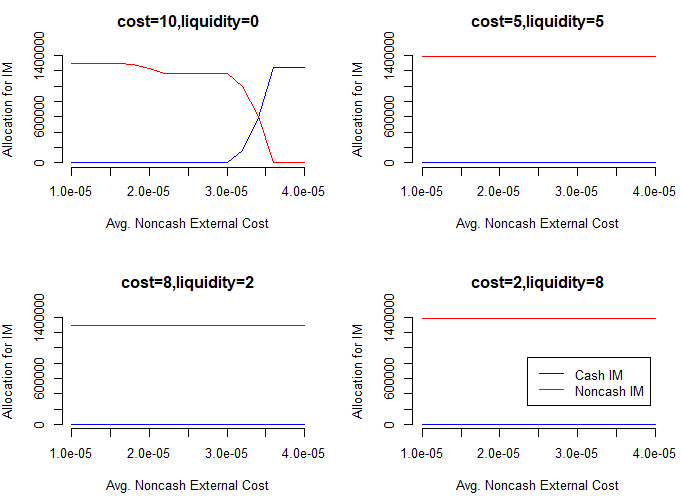 cost=10,liquidity=0
Allocation for IM
0 600000 1400000
1.0e-05 2.0e-05 3.0e-05 4.0e-05
Avg. Noncash External Cost
cost=5,liquidity=5
Allocation for IM
0 600000 1400000
1.0e-05 2.0e-05 3.0e-05 4.0e-05
Avg. Noncash External Cost
cost=8,liquidity=2
Allocation for IM
0 600000 1400000
1.0e-05 2.0e-05 3.0e-05 4.0e-05
Avg. Noncash External Cost
cost=2,liquidity=8
Allocation for IM
0 600000 1400000
Cash IM
Noncash IM
1.0e-05 2.0e-05 3.0e-05 4.0e-05
Avg. Noncash External Cost